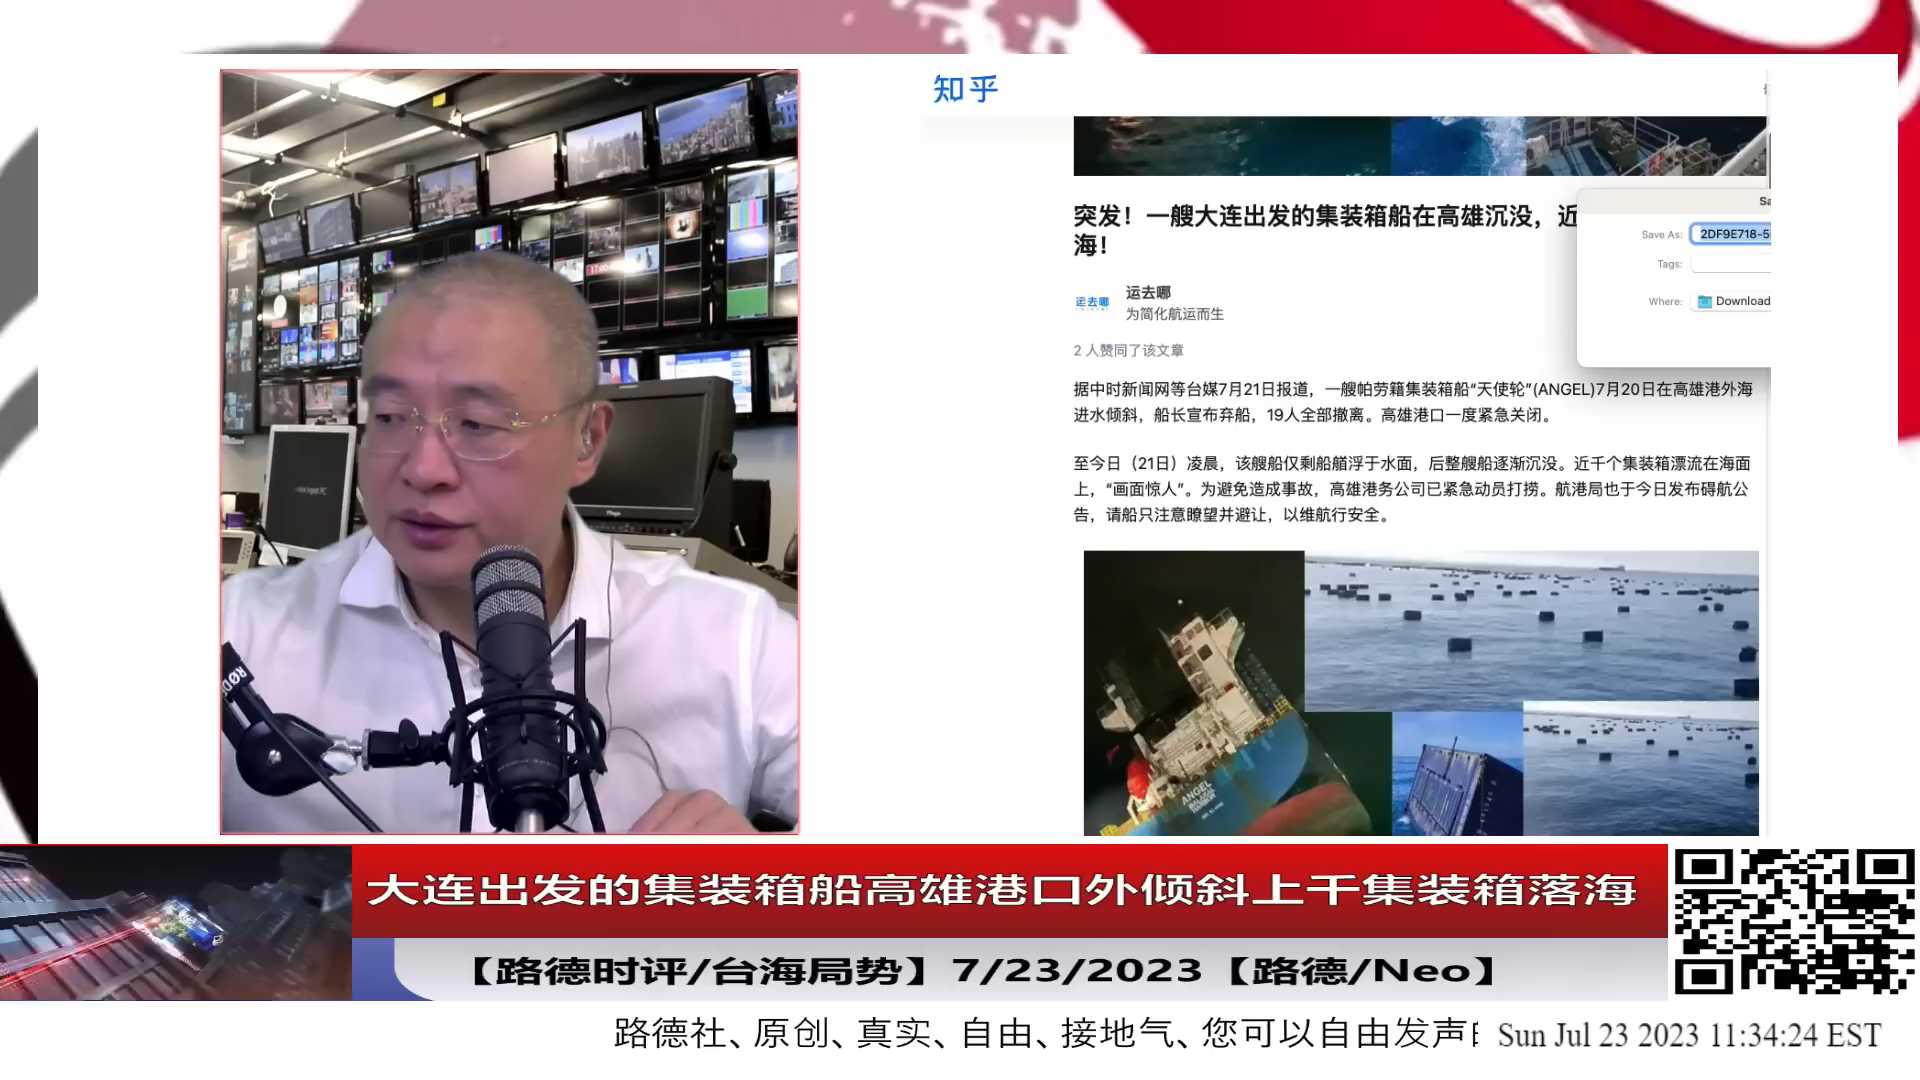 知乎
突发！一艘大连出发的集装箱船在高雄沉没，近
海！
运去哪
运去哪
为简化航运而生
2 人赞同了该文章
据中时新闻网等台媒7月21日报道，一艘帕劳籍集装箱船“天使轮”(ANGEL)7月20日在高雄港外海
进水倾斜，船长宣布弃船，19人全部撤离。高雄港口一度紧急关闭。
至今日（21日）凌晨，该艘船仅剩船艏浮于水面，后整艘船逐渐沉没。近千个集装箱漂流在海面
上，“画面惊人”。为避免造成事故，高雄港务公司已紧急动员打捞。航港局也于今日发布碍航公
告，请船只注意瞭望并避让，以维航行安全。
Save As:
2DF9E718-5
Tags:
Where:
Download
17:00
RØDE
ANGEL
大连出发的集装箱船高雄港口外倾斜上千集装箱落海
【路德时评/台海局势】7/23/2023【路德/Neo】
路德社、原创、真实、自由、接地气、您可以自由发声
Sun Jul 23 2023 11:34:24 EST